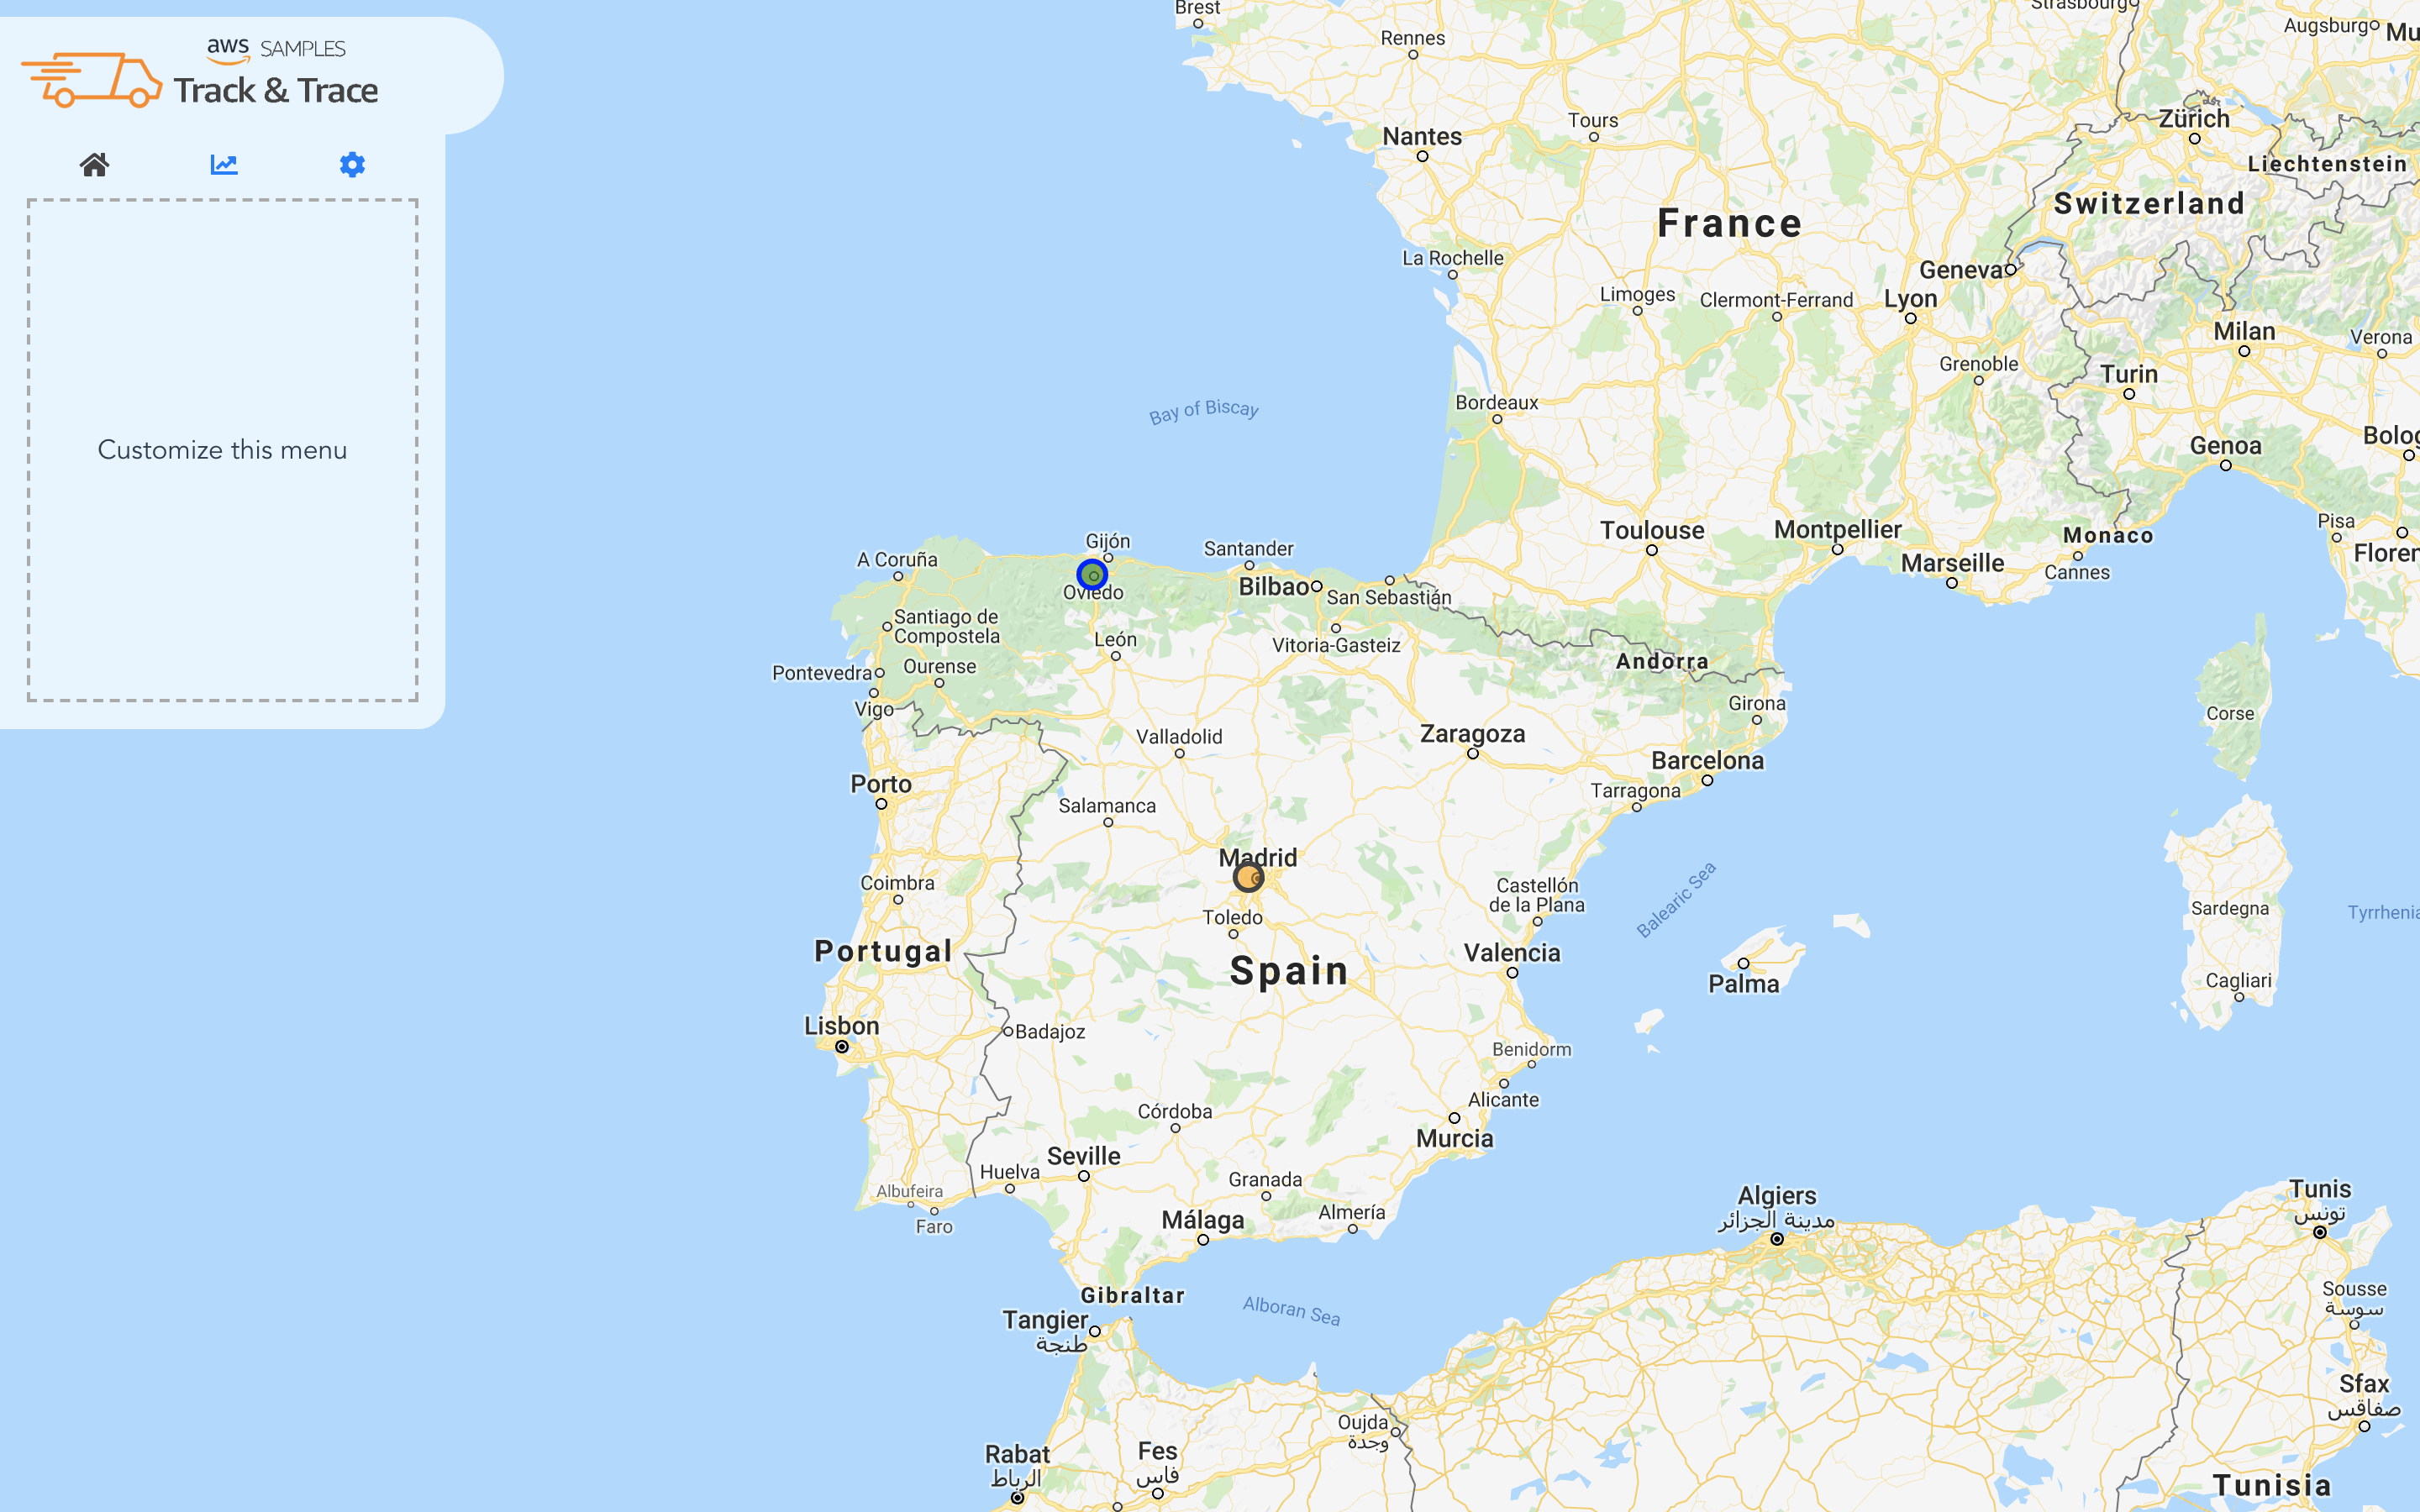 aws SAMPLES
Track & Trace
Customize this menu
Brest
Rennes
Strasbourg
Augsburg
Nantes
Tours
Zürich
Liechtenstein
Switzerland
France
La Rochelle
Geneva
Limoges
Clermont-Ferrand
Lyon
Milan
Verona
Grenoble
Turin
Bordeaux
Bay of Biscay
Genoa
Toulouse
Montpellier
Monaco
Pisa
Marseille
Cannes
Gijón
Santander
A Coruña
Oviedo
Bilbao
San Sebastián
Santiago de
Compostela
León
Vitoria-Gasteiz
Andorra
Pontevedra
Ourense
Vigo
Girona
Corse
Valladolid
Zaragoza
Barcelona
Porto
Tarragona
Salamanca
Madrid
Coimbra
Castellón
de la Plana
Balearic Sea
Toledo
Sardegna
Portugal
Valencia
Spain
Palma
Cagliari
Lisbon
Badajoz
Benidorm
Alicante
Córdoba
Murcia
Seville
Huelva
Granada
Albufeira
Faro
Málaga
Almería
Algiers
مدينة الجزائر
Tunis
تونس
Gibraltar
Alboran Sea
Tangier
طنجة
Sousse
سوسة
Sfax
صفاقس
Oujda
وجدة
Rabat
الرباط
Fes
فاس
Tunisia